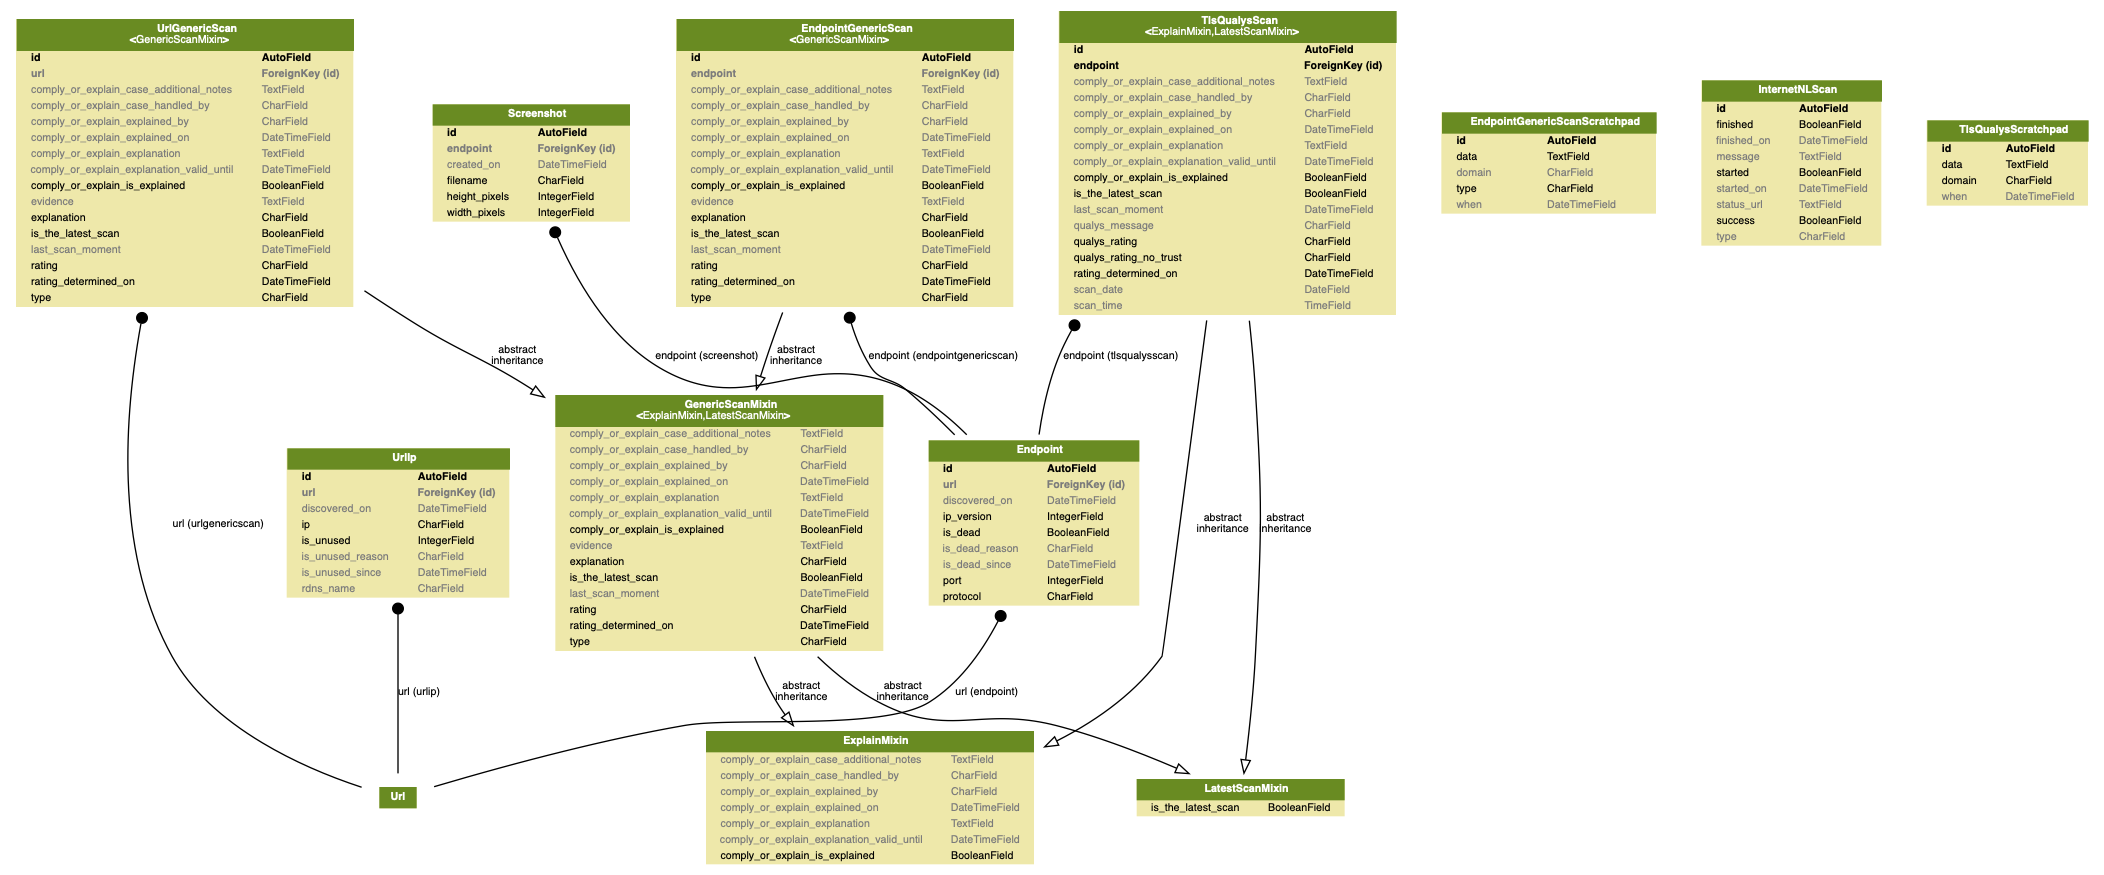 UrlGenericScan
<GenericScanMixin>
id AutoField
url ForeignKey (id)
comply_or_explain_case_additional_notes TextField
comply_or_explain_case_handled_by CharField
comply_or_explain_explained_by CharField
comply_or_explain_explained_on DateTimeField
comply_or_explain_explanation TextField
comply_or_explain_explanation_valid_until DateTimeField
comply_or_explain_is_explained BooleanField
evidence TextField
explanation CharField
is_the_latest_scan BooleanField
last_scan_moment DateTimeField
rating CharField
rating_determined_on DateTimeField
type CharField
Screenshot
id AutoField
endpoint ForeignKey (id)
created_on DateTimeField
filename CharField
height_pixels IntegerField
width_pixels IntegerField
EndpointGenericScan
<GenericScanMixin>
id AutoField
endpoint ForeignKey (id)
comply_or_explain_case_additional_notes TextField
comply_or_explain_case_handled_by CharField
comply_or_explain_explained_by CharField
comply_or_explain_explained_on DateTimeField
comply_or_explain_explanation TextField
comply_or_explain_explanation_valid_until DateTimeField
comply_or_explain_is_explained BooleanField
evidence TextField
explanation CharField
is_the_latest_scan BooleanField
last_scan_moment DateTimeField
rating CharField
rating_determined_on DateTimeField
type CharField
TlsQualysScan
<ExplainMixin,LatestScanMixin>
id AutoField
endpoint ForeignKey (id)
comply_or_explain_case_additional_notes TextField
comply_or_explain_case_handled_by CharField
comply_or_explain_explained_by CharField
comply_or_explain_explained_on DateTimeField
comply_or_explain_explanation TextField
comply_or_explain_explanation_valid_until DateTimeField
comply_or_explain_is_explained BooleanField
is_the_latest_scan BooleanField
last_scan_moment DateTimeField
qualys_message CharField
qualys_rating CharField
qualys_rating_no_trust CharField
rating_determined_on DateTimeField
scan_date DateField
scan_time TimeField
EndpointGenericScanScratchpad
id AutoField
data TextField
domain CharField
type CharField
when DateTimeField
InternetNLScan
id AutoField
finished BooleanField
finished_on DateTimeField
message TextField
started BooleanField
started_on DateTimeField
status_url TextField
success BooleanField
type CharField
TlsQualysScratchpad
id AutoField
data TextField
domain CharField
when DateTimeField
abstract
inheritance
endpoint (screenshot)
abstract
inheritance
endpoint (endpointgenericscan)
endpoint (tlsqualysscan)
UrlIp
id AutoField
url ForeignKey (id)
discovered_on DateTimeField
ip CharField
is_unused IntegerField
is_unused_reason CharField
is_unused_since DateTimeField
rdns_name CharField
GenericScanMixin
<ExplainMixin,LatestScanMixin>
comply_or_explain_case_additional_notes TextField
comply_or_explain_case_handled_by CharField
comply_or_explain_explained_by CharField
comply_or_explain_explained_on DateTimeField
comply_or_explain_explanation TextField
comply_or_explain_explanation_valid_until DateTimeField
comply_or_explain_is_explained BooleanField
evidence TextField
explanation CharField
is_the_latest_scan BooleanField
last_scan_moment DateTimeField
rating CharField
rating_determined_on DateTimeField
type CharField
Endpoint
id AutoField
url ForeignKey (id)
discovered_on DateTimeField
ip_version IntegerField
is_dead BooleanField
is_dead_reason CharField
is_dead_since DateTimeField
port IntegerField
protocol CharField
url (urlgenericscan)
abstract
inheritance
abstract
inheritance
url (urlip)
abstract
inheritance
abstract
inheritance
url (endpoint)
Url
ExplainMixin
comply_or_explain_case_additional_notes TextField
comply_or_explain_case_handled_by CharField
comply_or_explain_explained_by CharField
comply_or_explain_explained_on DateTimeField
comply_or_explain_explanation TextField
comply_or_explain_explanation_valid_until DateTimeField
comply_or_explain_is_explained BooleanField
LatestScanMixin
is_the_latest_scan BooleanField